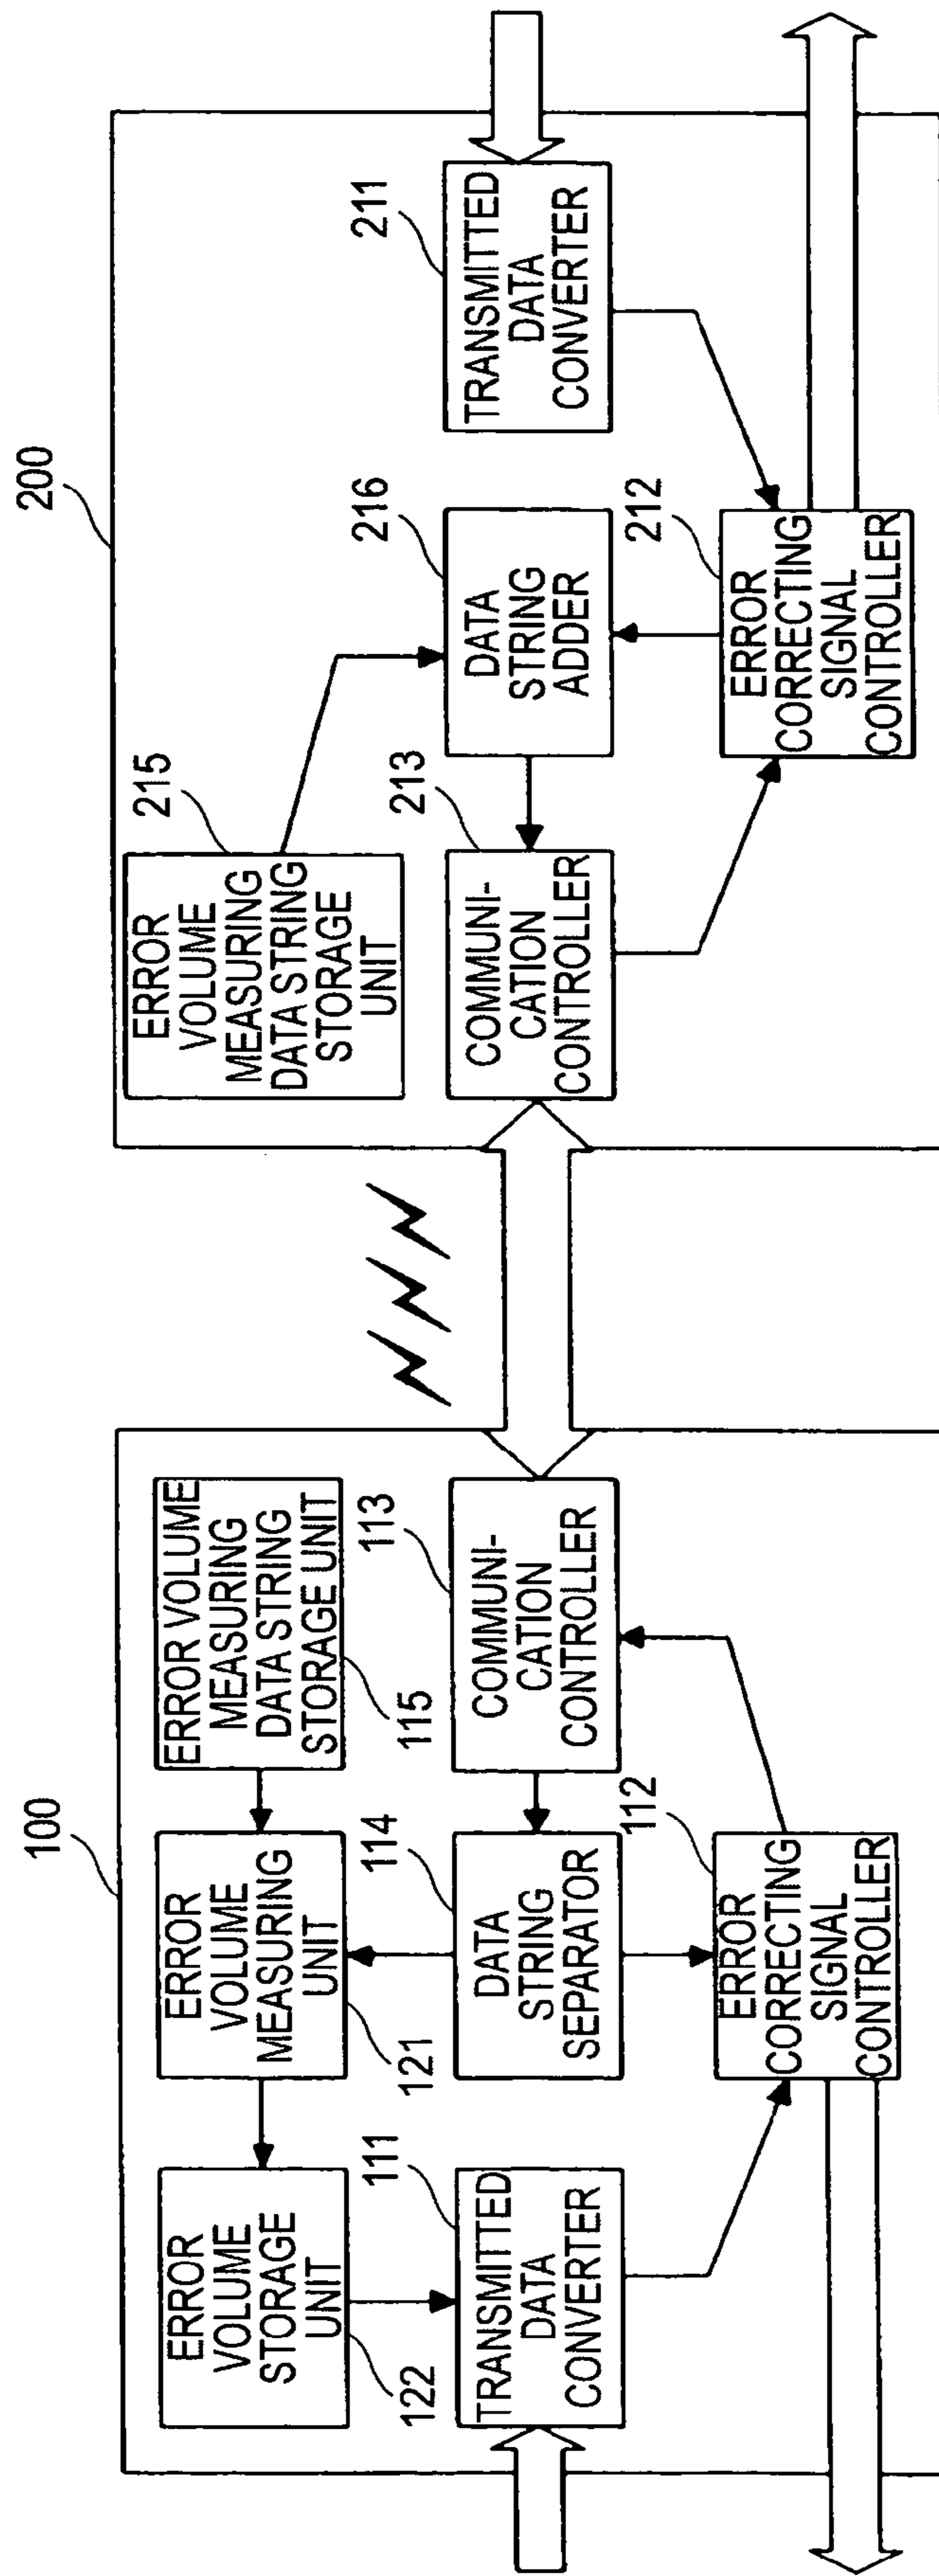 100
ERROR
VOLUME
STORAGE
UNIT
122
ERROR
VOLUME
MEASURING
UNIT
121
ERROR VOLUME
MEASURING
DATA STRING
STORAGE UNIT
115
111
TRANSMITTED
DATA
CONVERTER
114
DATA
STRING
SEPARATOR
113
COMMUNI-
CATION
CONTROLLER
112
ERROR
CORRECTING
SIGNAL
CONTROLLER
200
215
ERROR
VOLUME
MEASURING
DATA STRING
STORAGE
UNIT
213
COMMUNI-
CATION
CONTROLLER
216
DATA
STRING
ADDER
211
TRANSMITTED
DATA
CONVERTER
212
ERROR
CORRECTING
SIGNAL
CONTROLLER